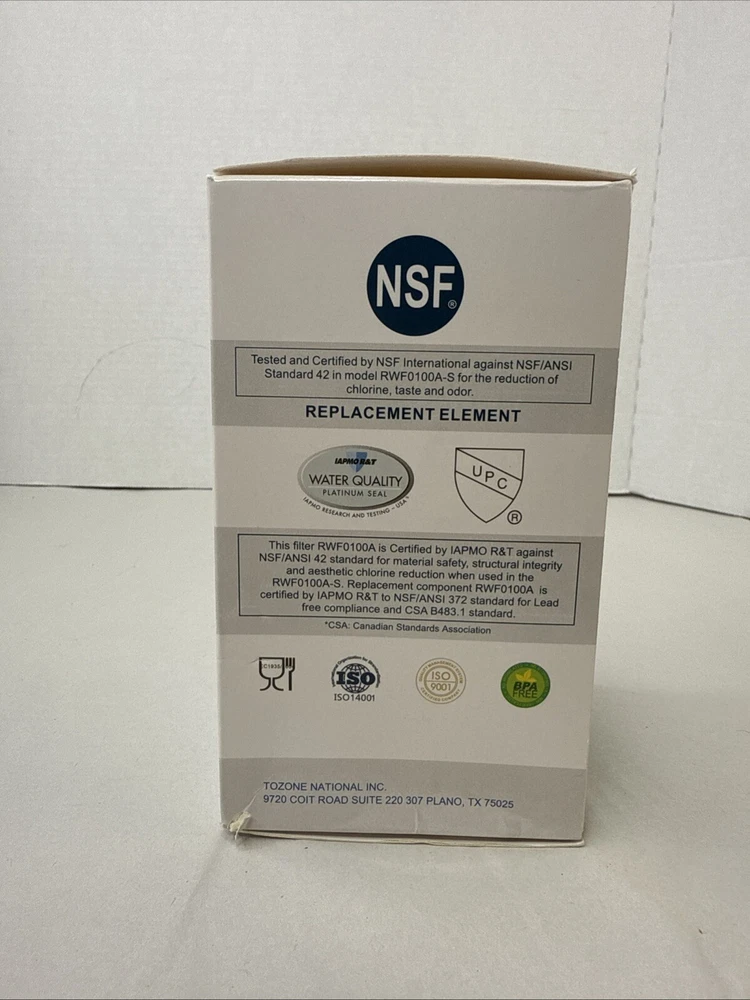 NSF®
Tested and Certified by NSF International against NSF/ANSI
Standard 42 in model RWF0100A-S for the reduction of
chlorine, taste and odor.
REPLACEMENT ELEMENT
IAPMO R&T
WATER QUALITY
PLATINUM SEAL
IAPMO RESEARCH AND TESTING - USA
UPC
®
This filter RWF0100A is Certified by IAPMO R&T against
NSF/ANSI 42 standard for material safety, structural integrity
and aesthetic chlorine reduction when used in the
RWF0100A-S. Replacement component RWF0100A is
certified by IAPMO R&T to NSF/ANSI 372 standard for Lead
free compliance and CSA B483.1 standard.
*CSA: Canadian Standards Association
ISO
ISO14001
ISO
9001
BPA
FREE
TOZONE NATIONAL INC.
9720 COIT ROAD SUITE 220 307 PLANO, TX 75025